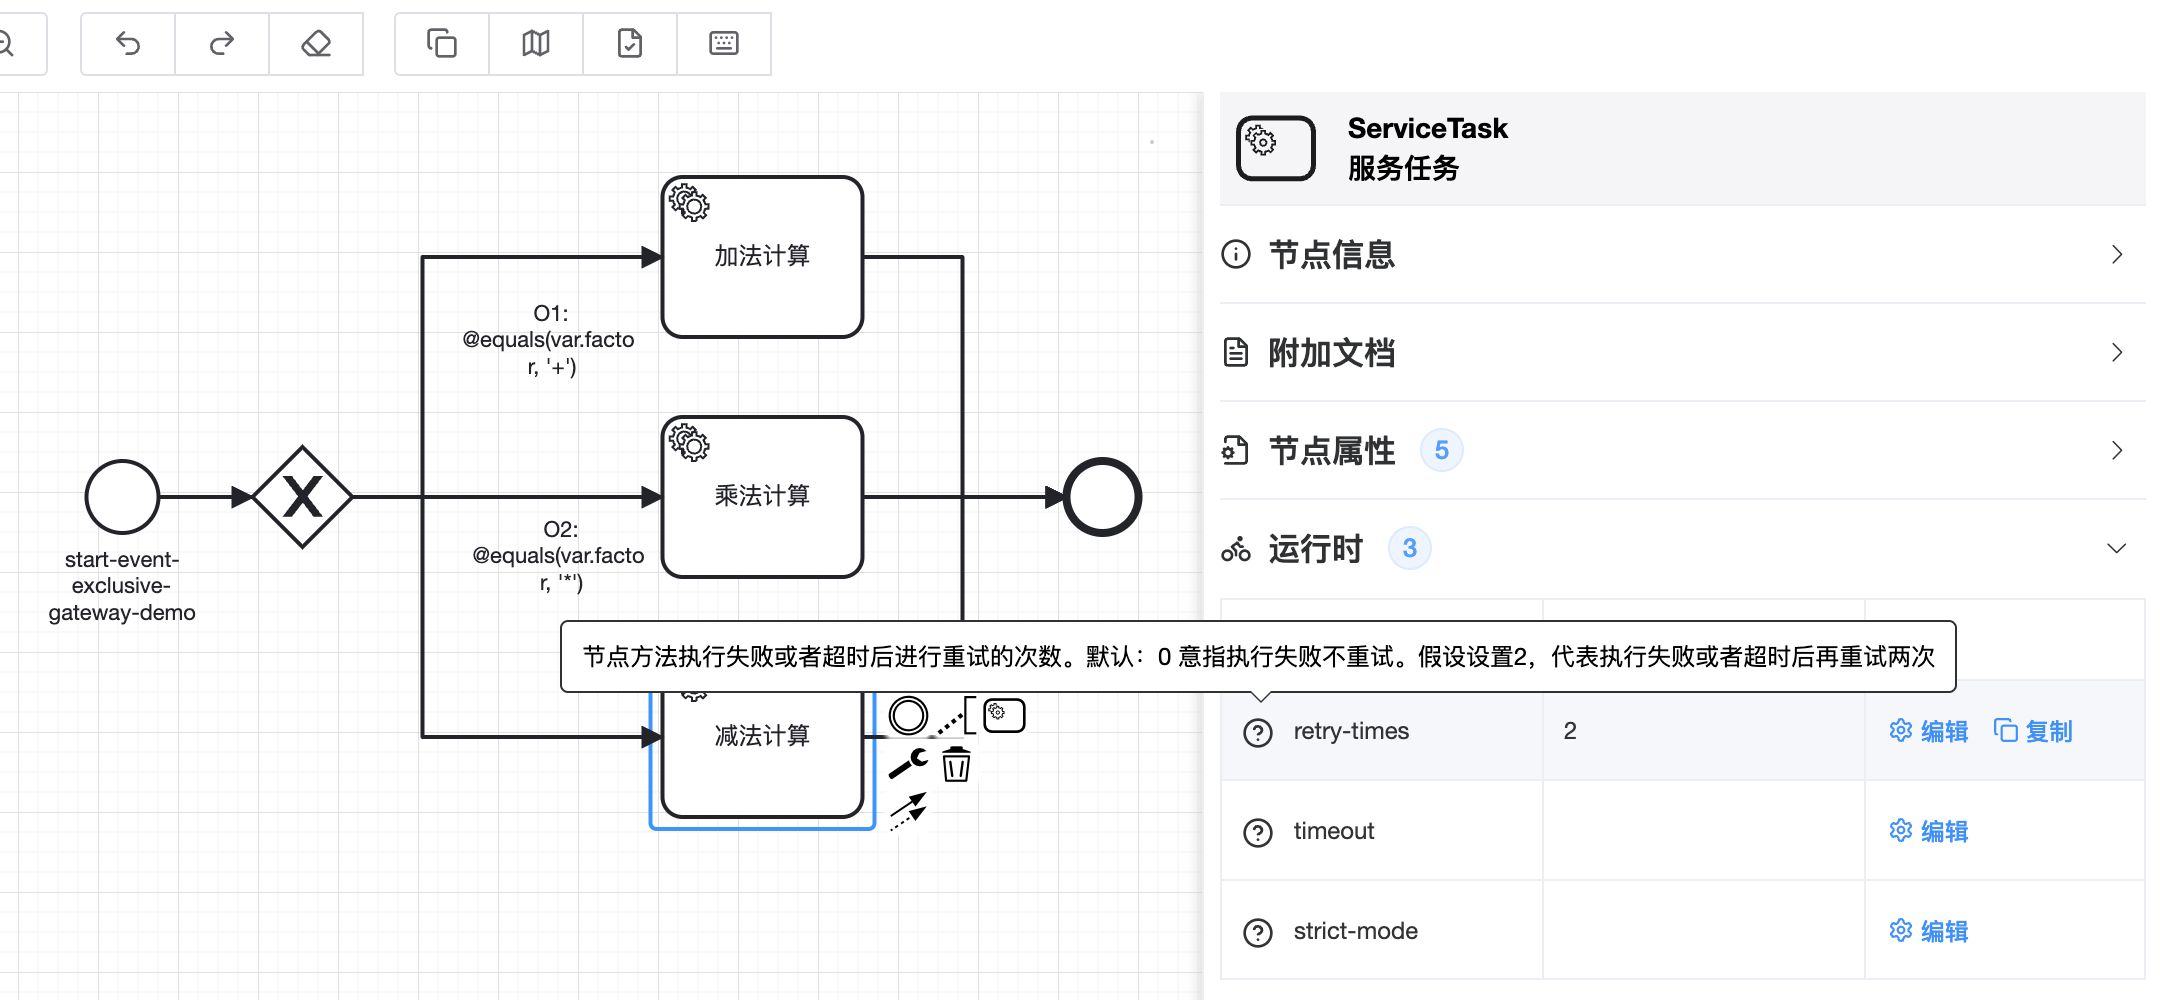 ServiceTask
服务任务
节点信息
附加文档
节点属性 5
运行时 3
加法计算
O1:
@equals(var.facto
r, '+')
乘法计算
X
O2:
@equals(var.facto
r, '*')
start-event-
exclusive-
gateway-demo
节点方法执行失败或者超时后进行重试的次数。默认：0 意指执行失败不重试。假设设置2，代表执行失败或者超时后再重试两次
减法计算
retry-times 2 编辑 复制
timeout 编辑
strict-mode 编辑